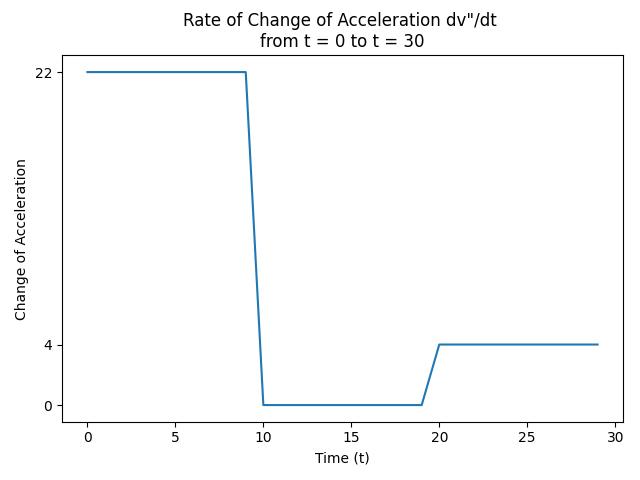 Rate of Change of Acceleration dv"/dt
from t = 0 to t = 30
Change of Acceleration
22
4
0
0 5 10 15 20 25 30
Time (t)